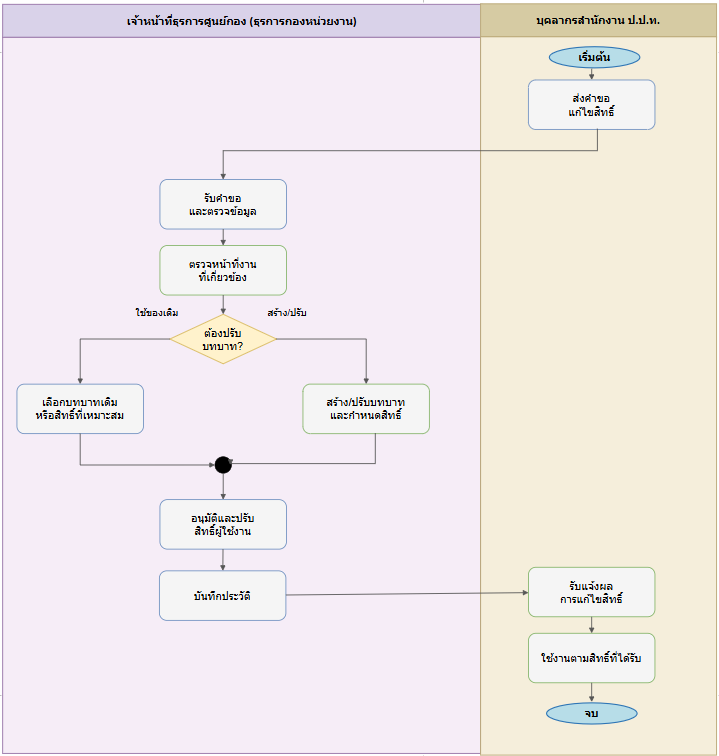 เจ้าหน้าที่ธุรการศูนย์กอง (ธุรการกองหน่วยงาน)
บุคลากรสำนักงาน ป.ป.ท.
เริ่มต้น
ส่งคำขอ
แก้ไขสิทธิ์
รับคำขอ
และตรวจข้อมูล
ตรวจหน้าที่งาน
ที่เกี่ยวข้อง
ใช้ของเดิม
สร้าง/ปรับ
ต้องปรับ
บทบาท?
เลือกบทบาทเดิม
หรือสิทธิ์ที่เหมาะสม
สร้าง/ปรับบทบาท
และกำหนดสิทธิ์
อนุมัติและปรับ
สิทธิ์ผู้ใช้งาน
บันทึกประวัติ
รับแจ้งผล
การแก้ไขสิทธิ์
ใช้งานตามสิทธิ์ที่ได้รับ
จบ